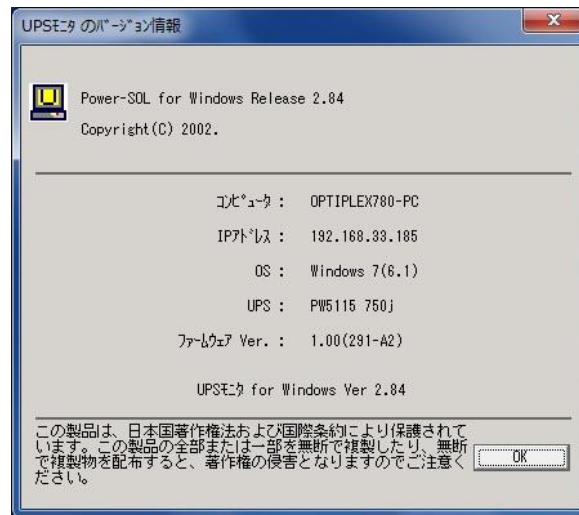 UPSﾓﾆﾀ のﾊﾞｰｼﾞｮﾝ情報
Power-SOL for Windows Release 2.84
Copyright(C) 2002.
ｺﾝﾋﾟｭｰﾀ : OPTIPLEX780-PC
IPｱﾄﾞﾚｽ : 192.168.33.185
OS : Windows 7(6.1)
UPS : PW5115 750j
ﾌｧｰﾑｳｪｱ Ver. : 1.00(291-A2)
UPSﾓﾆﾀ for Windows Ver 2.84
この製品は、日本国著作権法および国際条約により保護されて
います。この製品の全部または一部を無断で複製したり、無断
で複製物を配布すると、著作権の侵害となりますのでご注意く
ださい。
OK